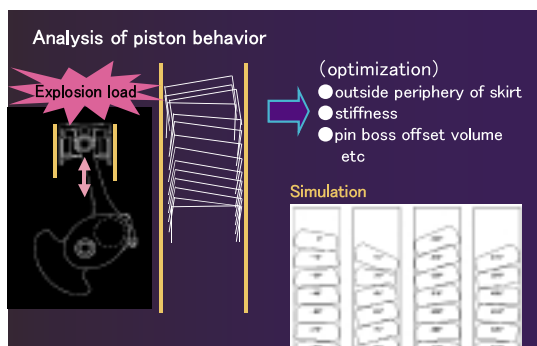 Analysis of piston behavior
Explosion load
（optimization）
●outside periphery of skirt
●stiffness
●pin boss offset volume
etc
Simulation